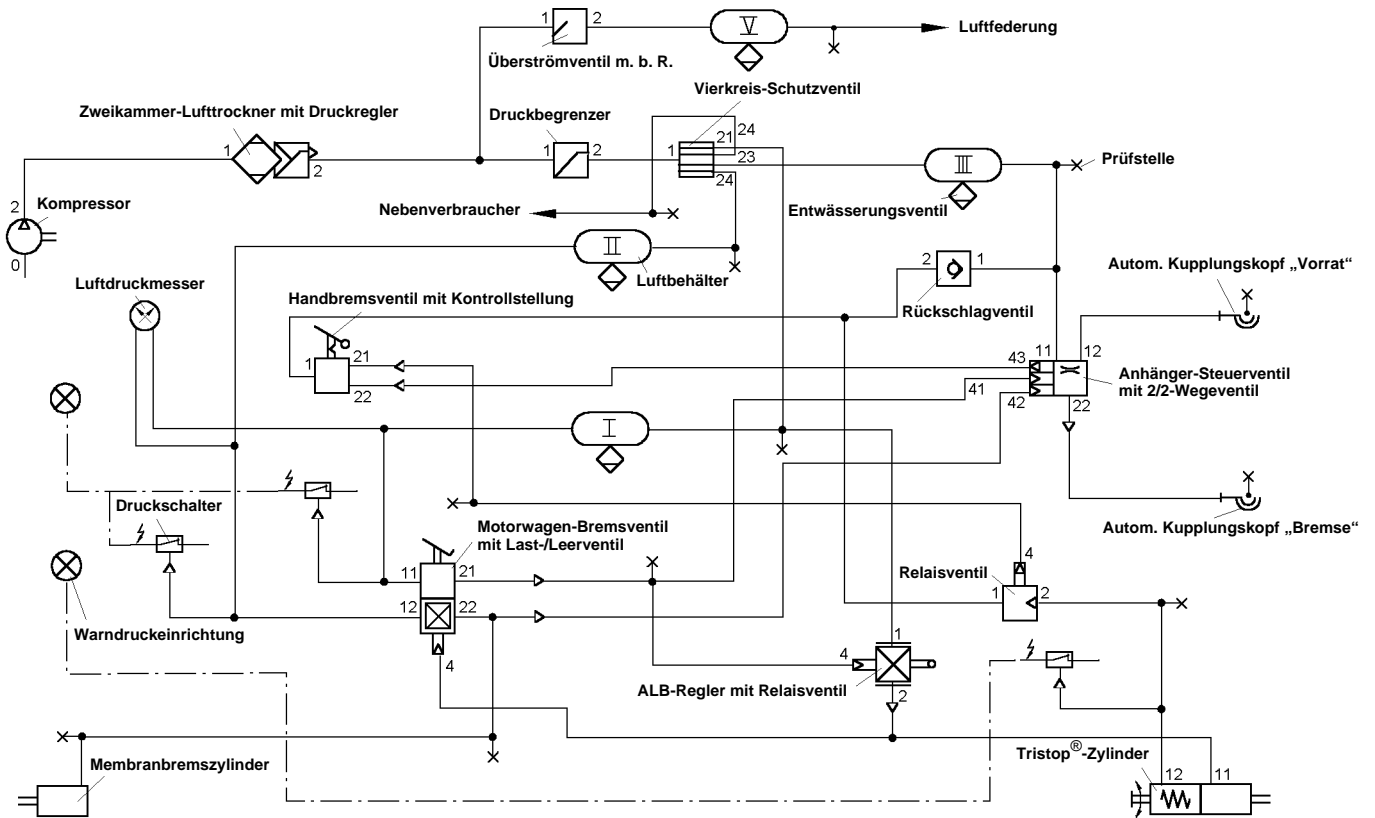 1
2
V
Luftfederung
Überströmventil m. b. R.
Vierkreis-Schutzventil
Zweikammer-Lufttrockner mit Druckregler
Druckbegrenzer
24
21
1
1
2
1
23
III
Prüfstelle
2
24
2
Kompressor
Nebenverbraucher
Entwässerungsventil
II
0
2
1
Autom. Kupplungskopf „Vorrat“
Luftdruckmesser
Luftbehälter
Handbremsventil mit Kontrollstellung
Rückschlagventil
21
43
11
12
1
Anhänger-Steuerventil
mit 2/2-Wegeventil
22
41
42
22
I
Druckschalter
Motorwagen-Bremsventil
mit Last-/Leerventil
Autom. Kupplungskopf „Bremse“
4
11
21
Relaisventil
1
2
12
22
Warndruckeinrichtung
1
4
4
ALB-Regler mit Relaisventil
2
Membranbremszylinder
Tristop®-Zylinder
12
11